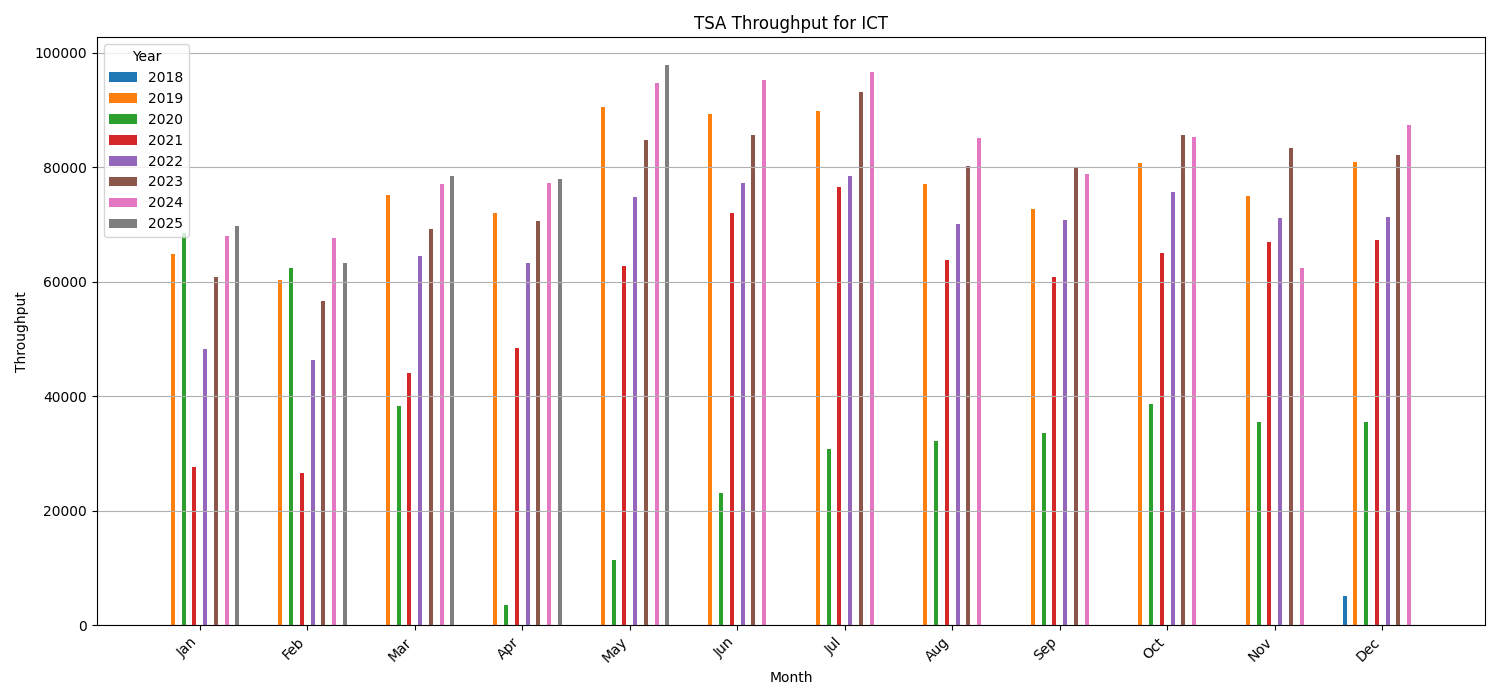 TSA Throughput for ICT
100000
80000
60000
40000
20000
0
Throughput
Year
2018
2019
2020
2021
2022
2023
2024
2025
Jan
Feb
Mar
Apr
May
Jun
Jul
Aug
Sep
Oct
Nov
Dec
Month